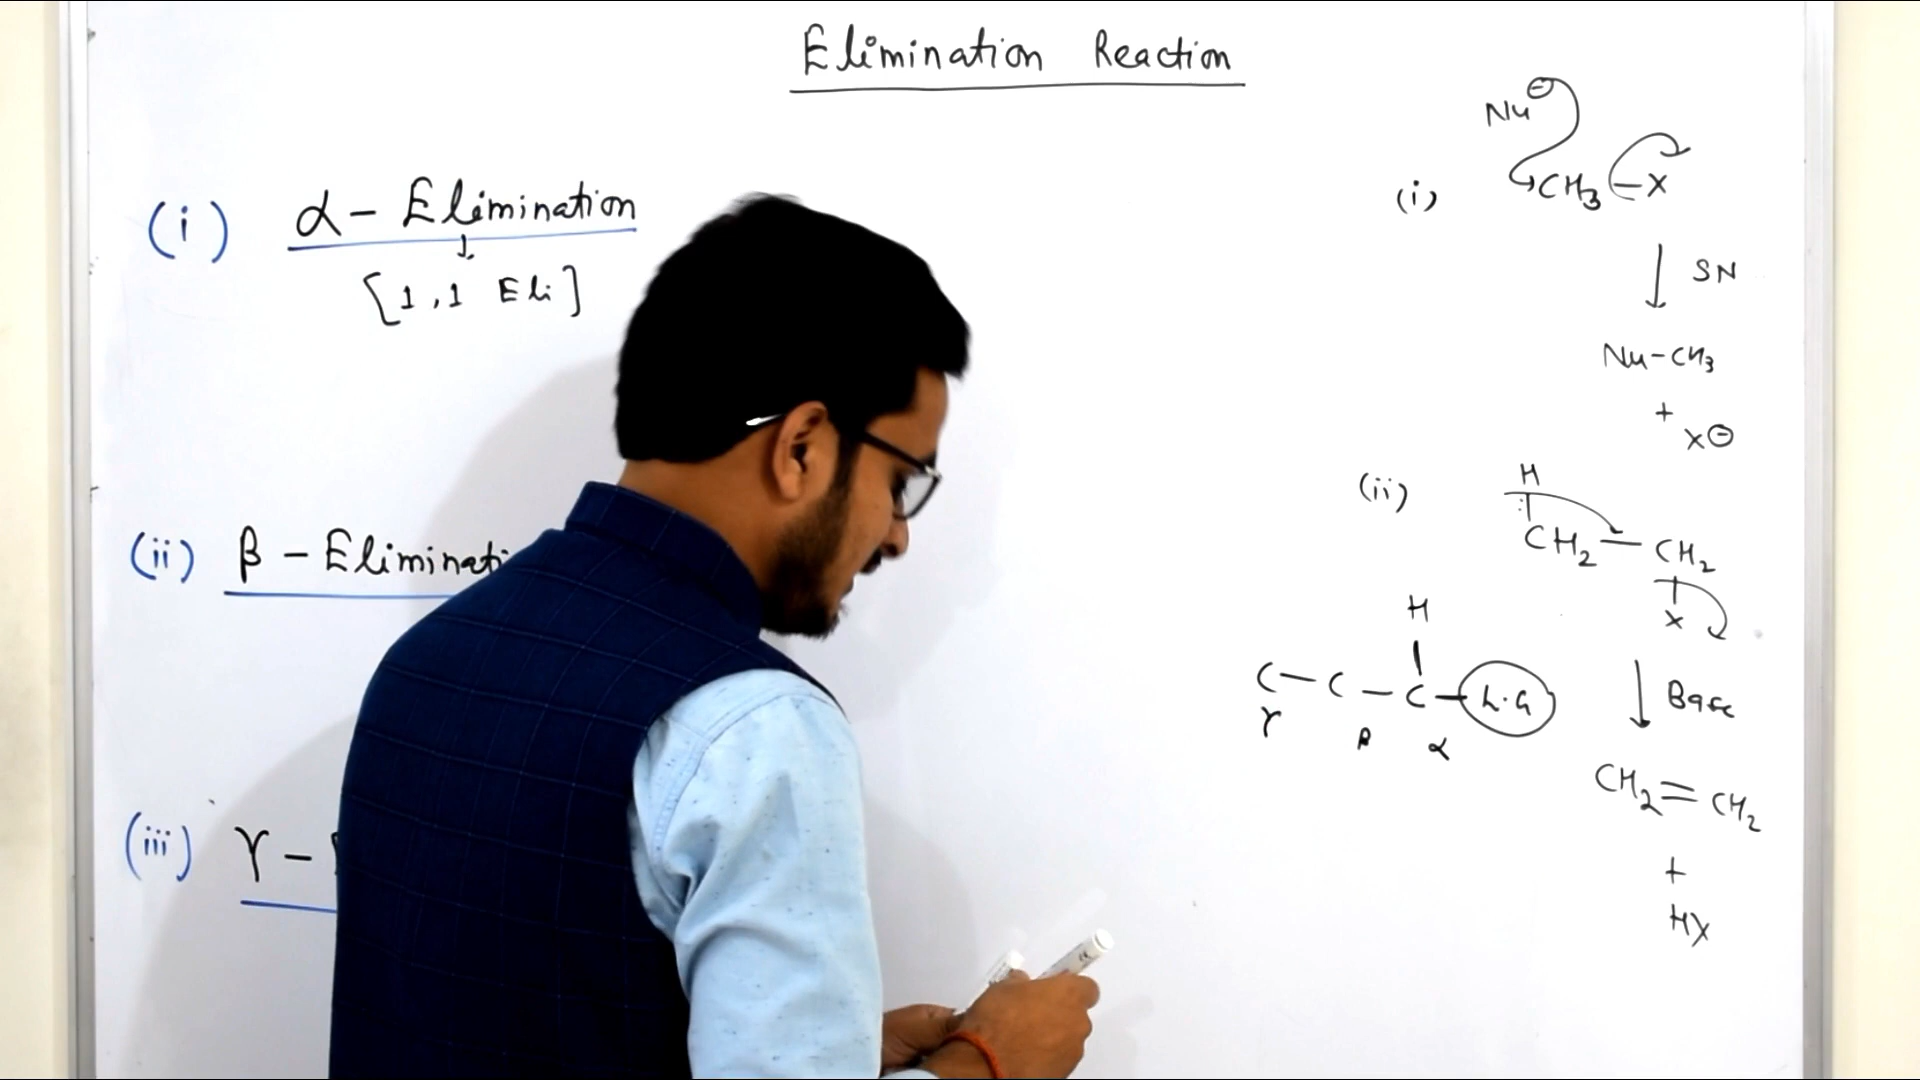 Elimination Reaction
(i) α - Elimination
[1,1 Eli]
(ii) β - Eliminati
(iii) γ -
Nu⊖
(i) CH3 - X
SN
Nu - CH3
+
X⊖
(ii)
H
CH2 - CH2
X
Base
CH2 = CH2
+
HX
H
C - C - C - L.G
γ β α